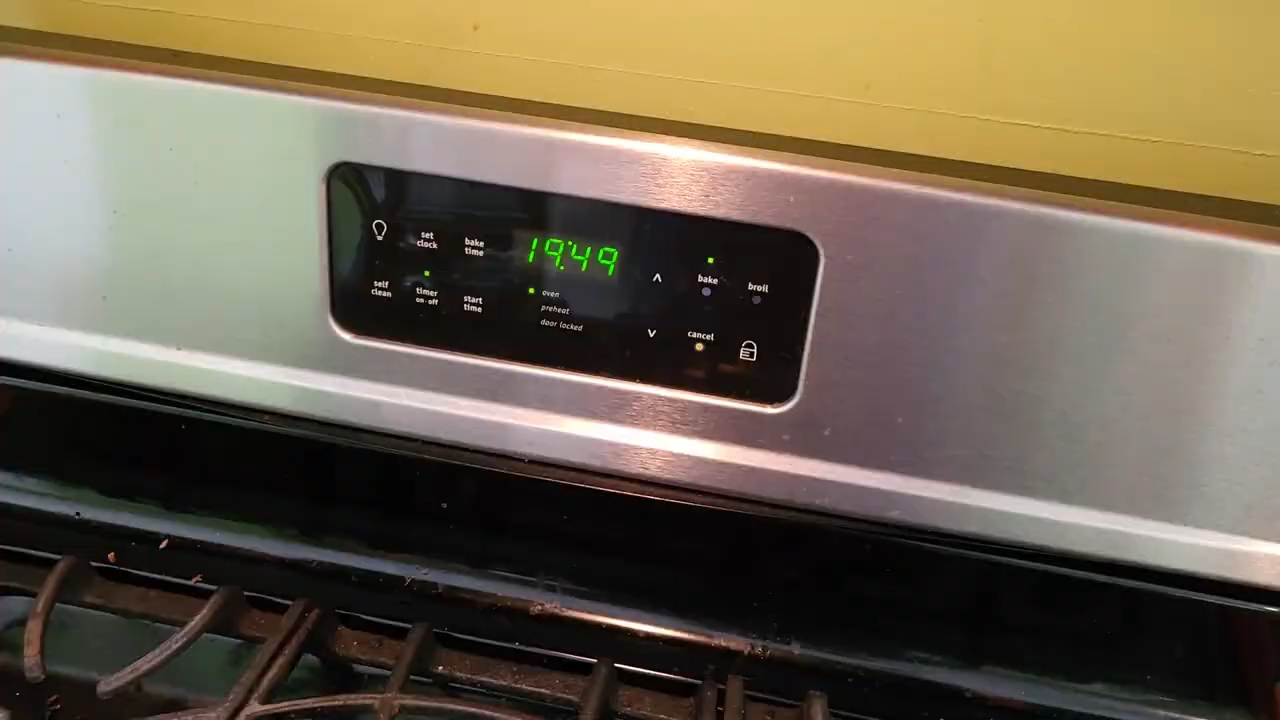 set
clock
bake
time
19:49
bake
broil
self
clean
timer
on·off
start
time
oven
preheat
door locked
cancel